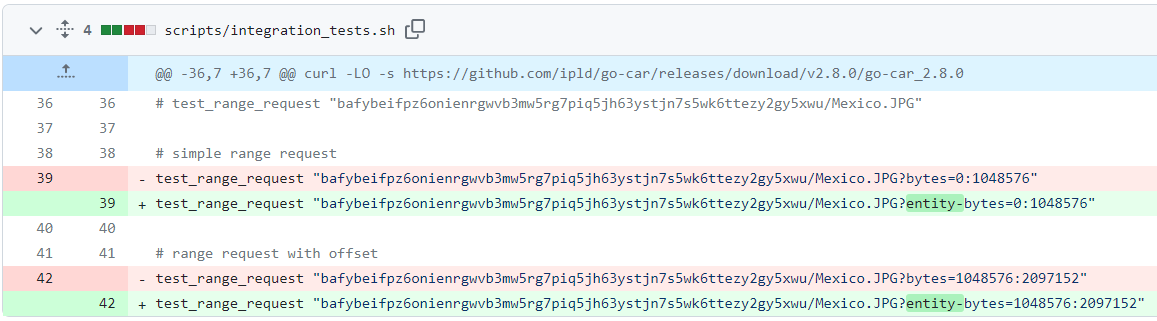 4 scripts/integration_tests.sh
@@ -36,7 +36,7 @@ curl -LO -s https://github.com/ipld/go-car/releases/download/v2.8.0/go-car_2.8.0
36 36 # test_range_request "bafybeifpz6onienrgwvb3mw5rg7piq5jh63ystjn7s5wk6ttezy2gy5xwu/Mexico.JPG"
37 37
38 38 # simple range request
39 - test_range_request "bafybeifpz6onienrgwvb3mw5rg7piq5jh63ystjn7s5wk6ttezy2gy5xwu/Mexico.JPG?bytes=0:1048576"
39 + test_range_request "bafybeifpz6onienrgwvb3mw5rg7piq5jh63ystjn7s5wk6ttezy2gy5xwu/Mexico.JPG?entity-bytes=0:1048576"
40 40
41 41 # range request with offset
42 - test_range_request "bafybeifpz6onienrgwvb3mw5rg7piq5jh63ystjn7s5wk6ttezy2gy5xwu/Mexico.JPG?bytes=1048576:2097152"
42 + test_range_request "bafybeifpz6onienrgwvb3mw5rg7piq5jh63ystjn7s5wk6ttezy2gy5xwu/Mexico.JPG?entity-bytes=1048576:2097152"